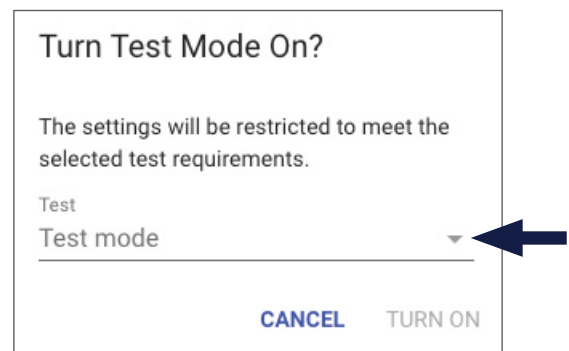 Turn Test Mode On?
The settings will be restricted to meet the
selected test requirements.
Test
Test mode
CANCEL TURN ON